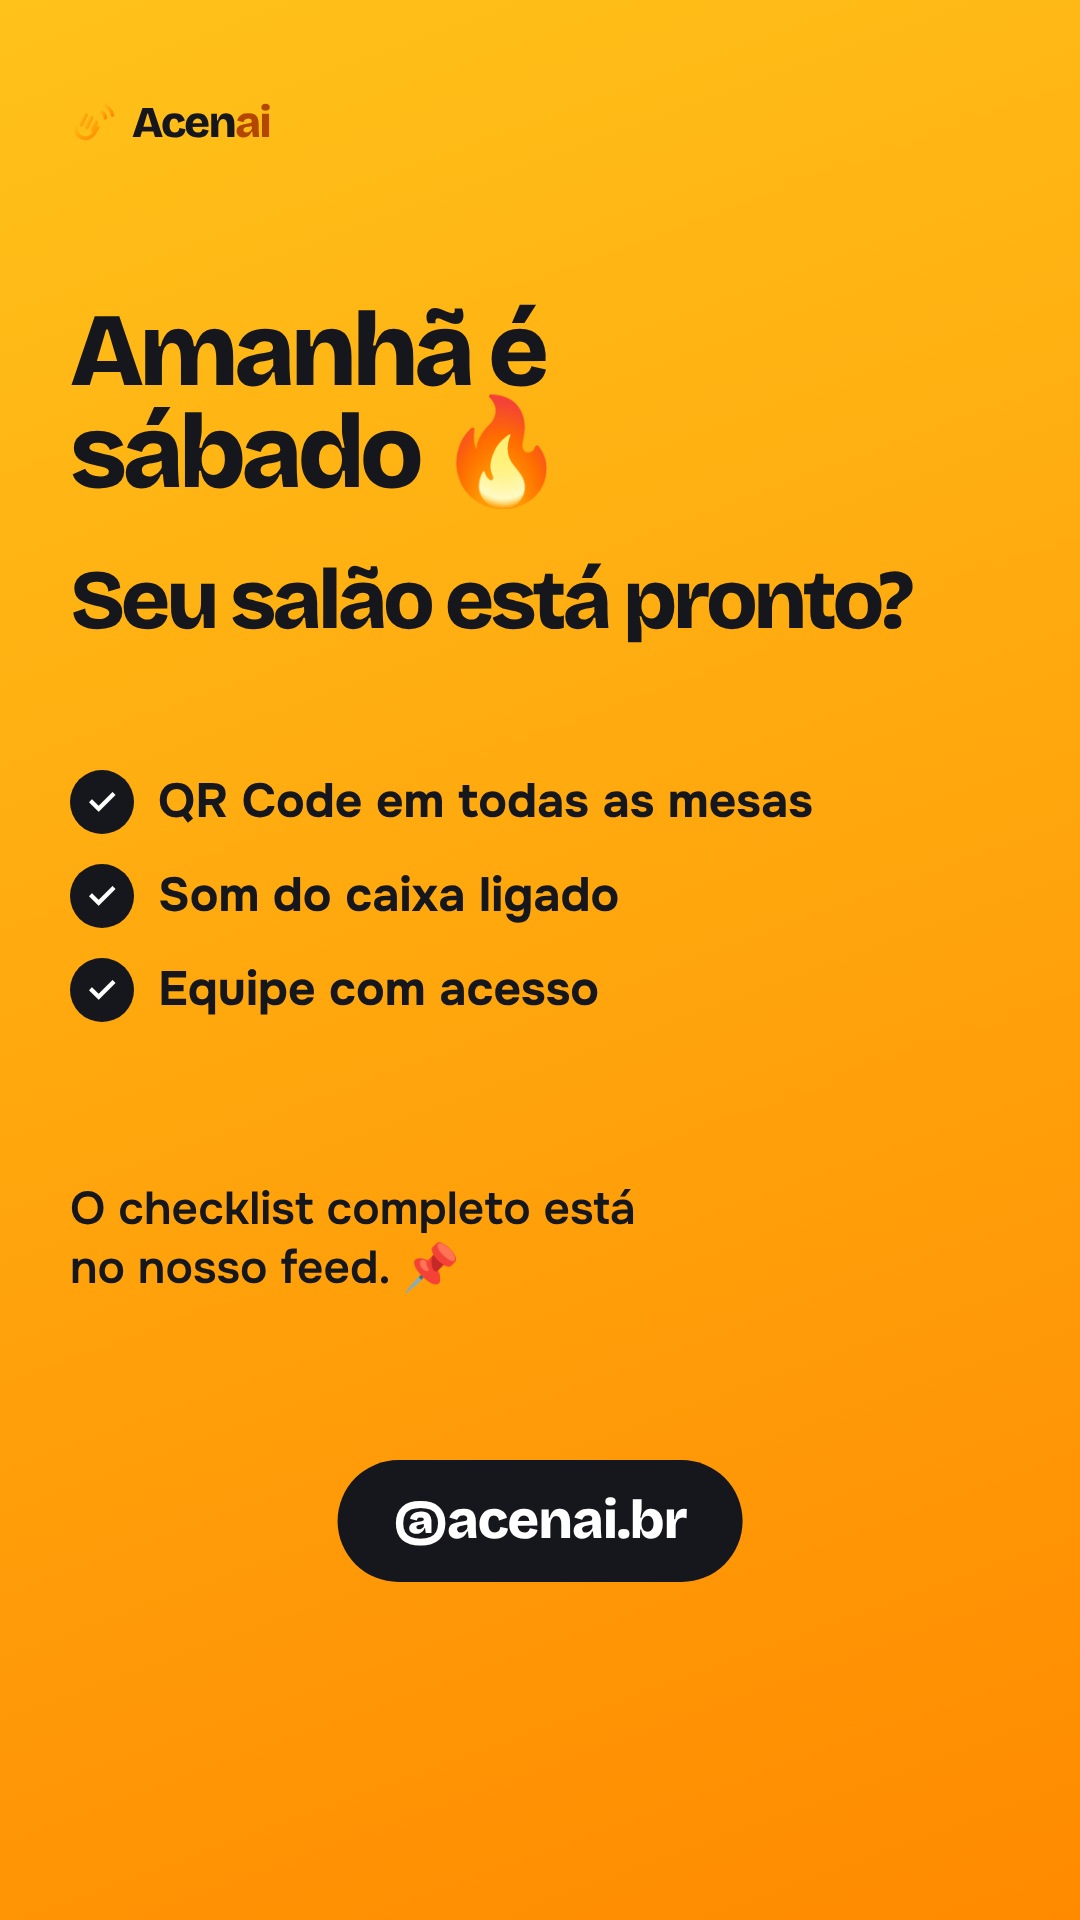 Acenai
Amanhã é
sábado 🔥
Seu salão está pronto?
QR Code em todas as mesas
Som do caixa ligado
Equipe com acesso
O checklist completo está
no nosso feed. 📌
@acenai.br